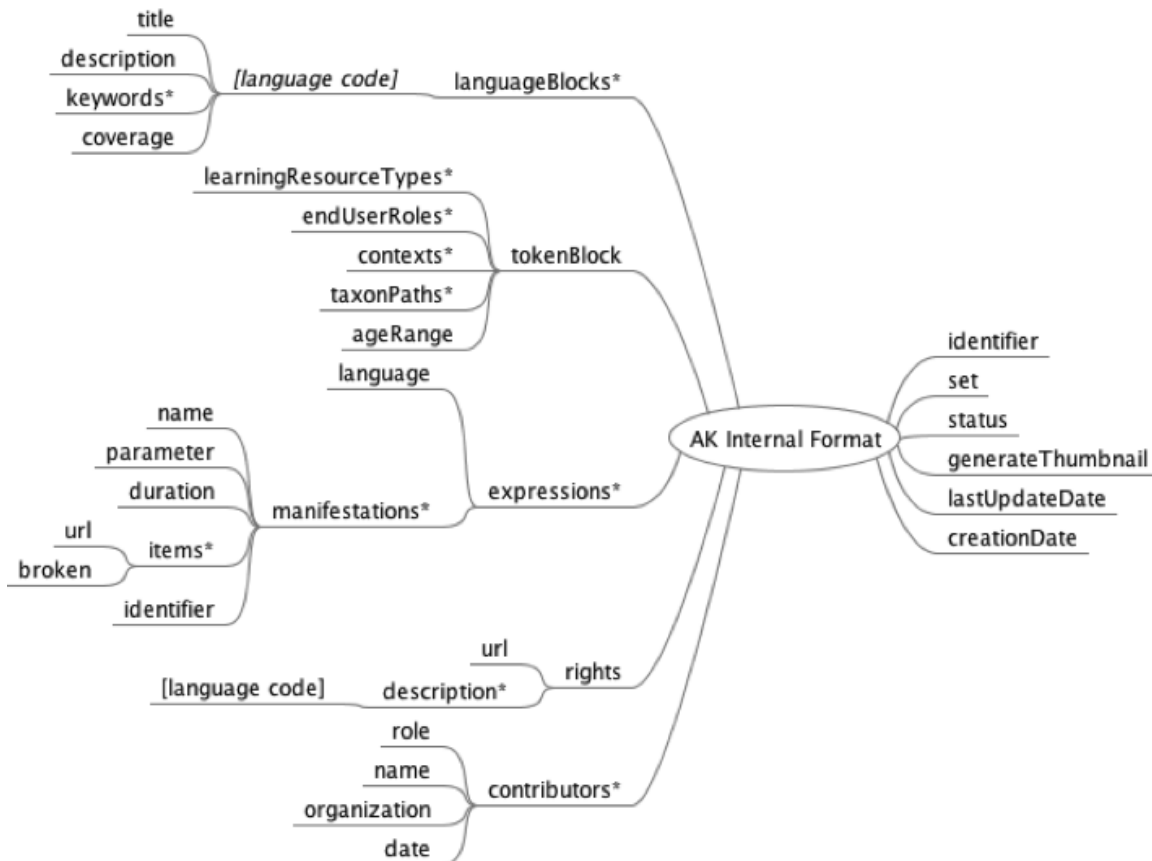 title
description
keywords*
coverage
[language code]
languageBlocks*
learningResourceTypes*
endUserRoles*
contexts*
taxonPaths*
ageRange
tokenBlock
language
name
parameter
duration
url
broken
items*
identifier
manifestations*
expressions*
url
[language code]
description*
rights
role
name
organization
date
contributors*
AK Internal Format
identifier
set
status
generateThumbnail
lastUpdateDate
creationDate